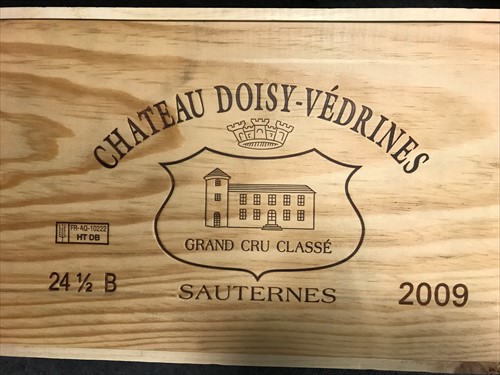 CHATEAU DOISY-VÉDRINES
GRAND CRU CLASSÉ
FR-AQ-10222
HT DB
24 ½ B
SAUTERNES
2009